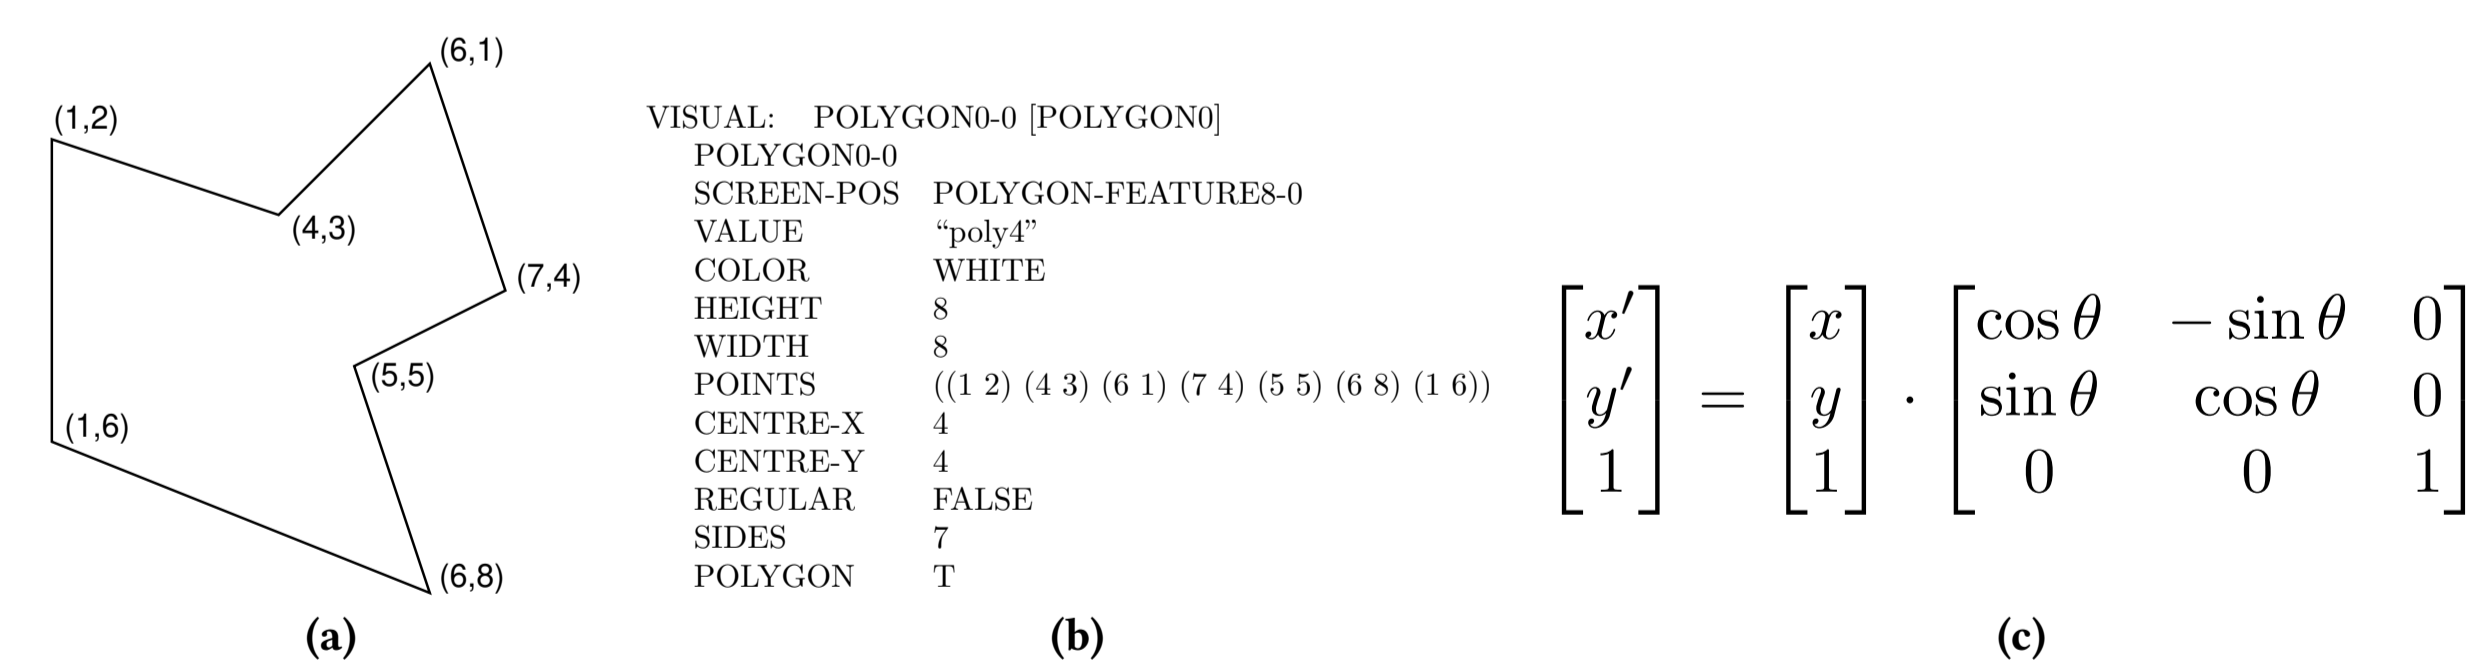 (6,1)
(1,2)
(4,3)
(7,4)
(5,5)
(1,6)
(6,8)
(a)
VISUAL: POLYGON0-0 [POLYGON0]
POLYGON0-0
SCREEN-POS POLYGON-FEATURE8-0
VALUE “poly4”
COLOR WHITE
HEIGHT 8
WIDTH 8
POINTS ((1 2) (4 3) (6 1) (7 4) (5 5) (6 8) (1 6))
CENTRE-X 4
CENTRE-Y 4
REGULAR FALSE
SIDES 7
POLYGON T
(b)
x′ x cos θ − sin θ 0
y′ = y · sin θ cos θ 0
1 1 0 0 1
(c)